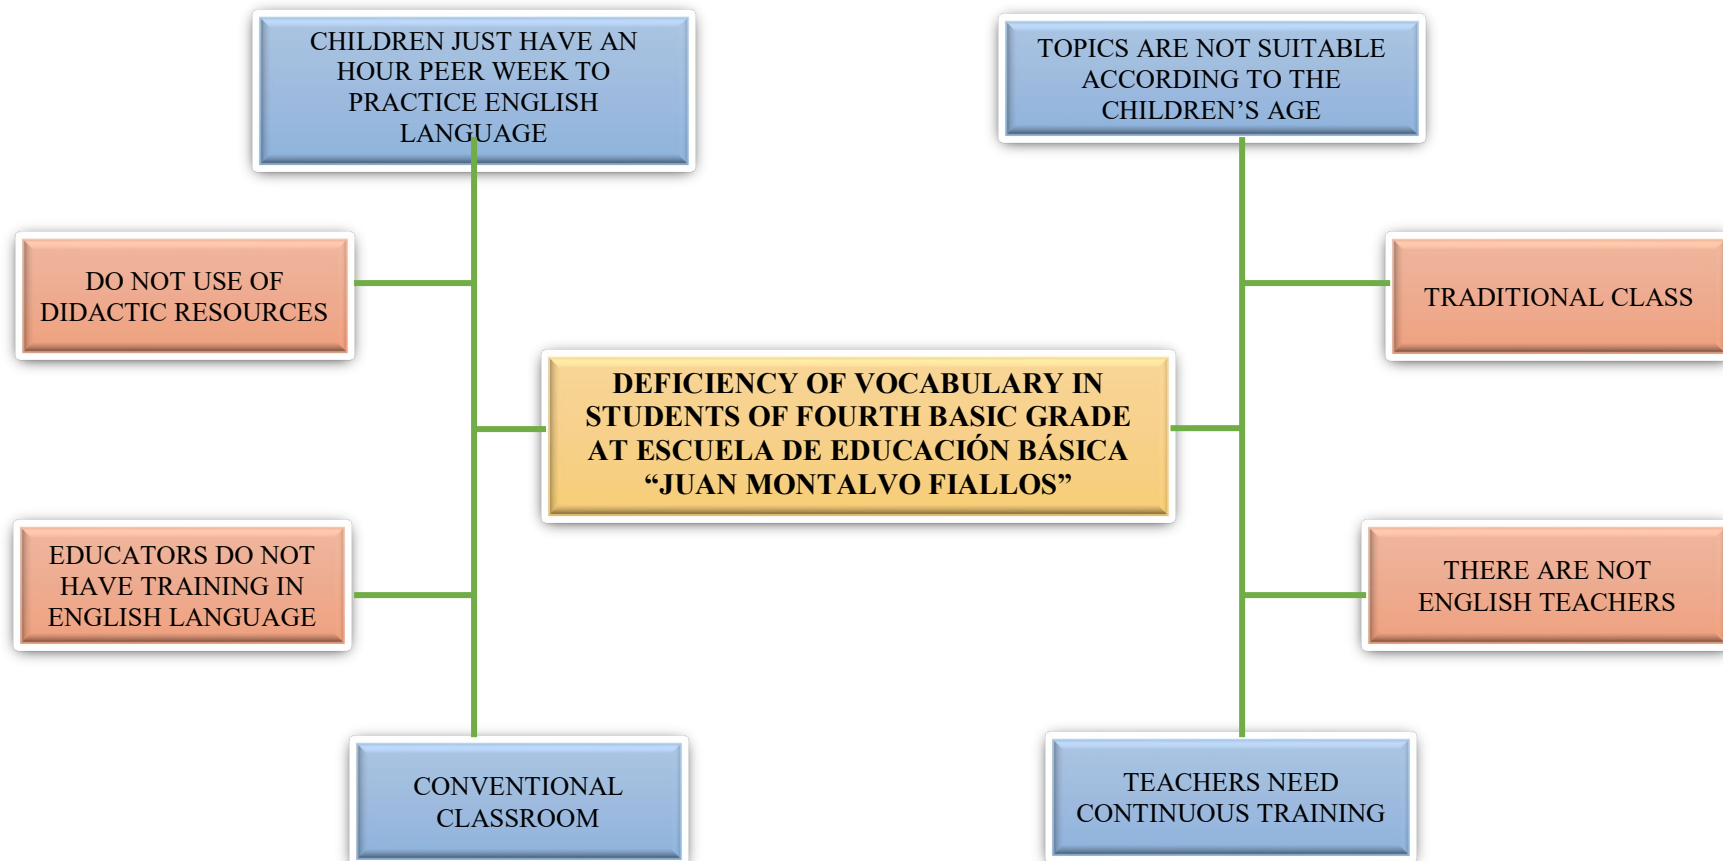 CHILDREN JUST HAVE AN
HOUR PEER WEEK TO
PRACTICE ENGLISH
LANGUAGE
TOPICS ARE NOT SUITABLE
ACCORDING TO THE
CHILDREN’S AGE
DO NOT USE OF
DIDACTIC RESOURCES
TRADITIONAL CLASS
DEFICIENCY OF VOCABULARY IN
STUDENTS OF FOURTH BASIC GRADE
AT ESCUELA DE EDUCACIÓN BÁSICA
“JUAN MONTALVO FIALLOS”
EDUCATORS DO NOT
HAVE TRAINING IN
ENGLISH LANGUAGE
THERE ARE NOT
ENGLISH TEACHERS
CONVENTIONAL
CLASSROOM
TEACHERS NEED
CONTINUOUS TRAINING